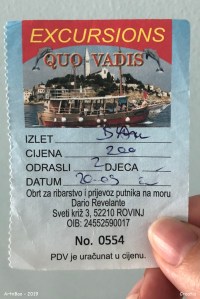 EXCURSIONS
QUO VADIS
IZLET
CIJENA 200
ODRASLI 2 DJECA
DATUM 20-05
Obrt za ribarstvo i prijevoz putnika na moru
Dario Revelante
Sveti križ 3, 52210 ROVINJ
OIB: 24552590017
No. 0554
PDV je uračunat u cijenu.